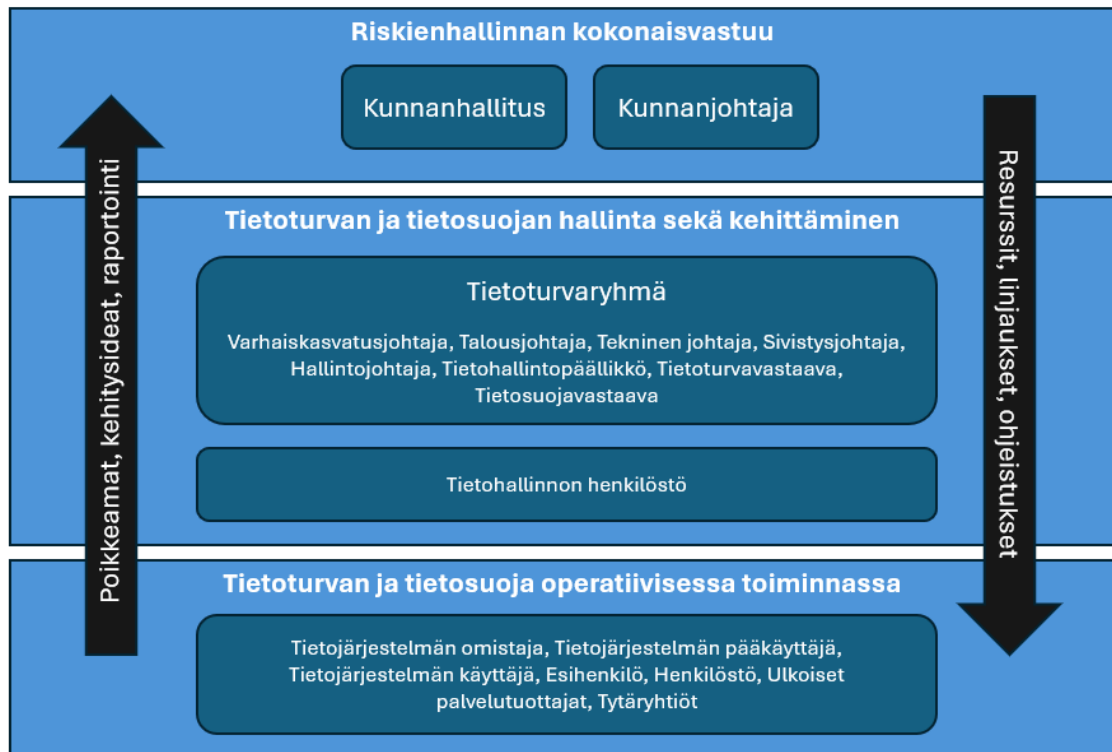 Riskienhallinnan kokonaisvastuu
Kunnanhallitus
Kunnanjohtaja
Poikkeamat, kehitysideat, raportointi
Resurssit, linjaukset, ohjeistukset
Tietoturvan ja tietosuojan hallinta sekä kehittäminen
Tietoturvaryhmä
Varhaiskasvatusjohtaja, Talousjohtaja, Tekninen johtaja, Sivistysjohtaja,
Hallintojohtaja, Tietohallintopäällikkö, Tietoturvavastaava,
Tietosuojavastaava
Tietohallinnon henkilöstö
Tietoturvan ja tietosuoja operatiivisessa toiminnassa
Tietojärjestelmän omistaja, Tietojärjestelmän pääkäyttäjä,
Tietojärjestelmän käyttäjä, Esihenkilö, Henkilöstö, Ulkoiset
palvelutuottajat, Tytäryhtiöt